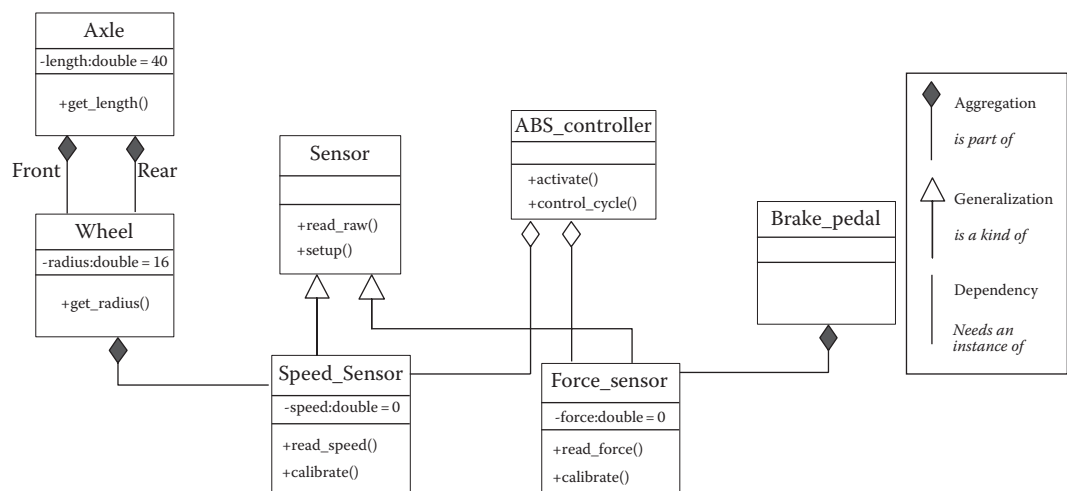 Axle
-length:double = 40
+get_length()
Front
Rear
Wheel
-radius:double = 16
+get_radius()
Sensor
+read_raw()
+setup()
ABS_controller
+activate()
+control_cycle()
Brake_pedal
Speed_Sensor
-speed:double = 0
+read_speed()
+calibrate()
Force_sensor
-force:double = 0
+read_force()
+calibrate()
Aggregation
is part of
Generalization
is a kind of
Dependency
Needs an
instance of